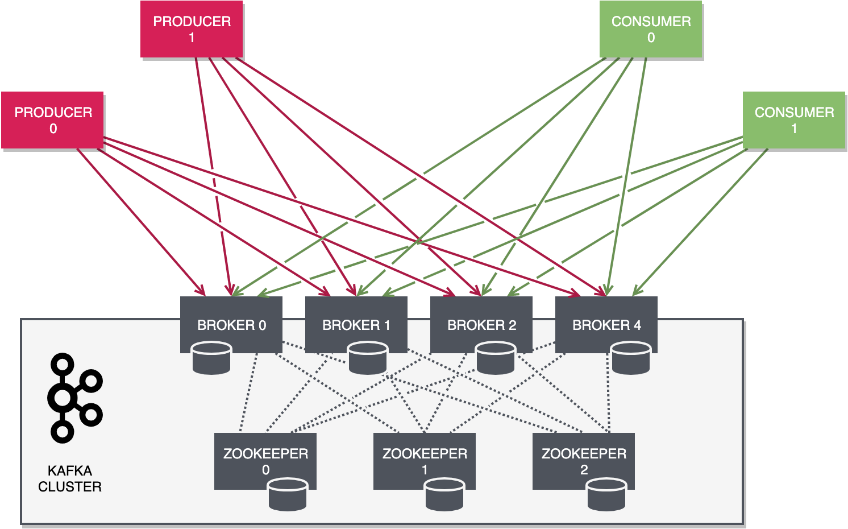 PRODUCER
1
CONSUMER
0
PRODUCER
0
CONSUMER
1
BROKER 0
BROKER 1
BROKER 2
BROKER 4
KAFKA
CLUSTER
ZOOKEEPER
0
ZOOKEEPER
1
ZOOKEEPER
2